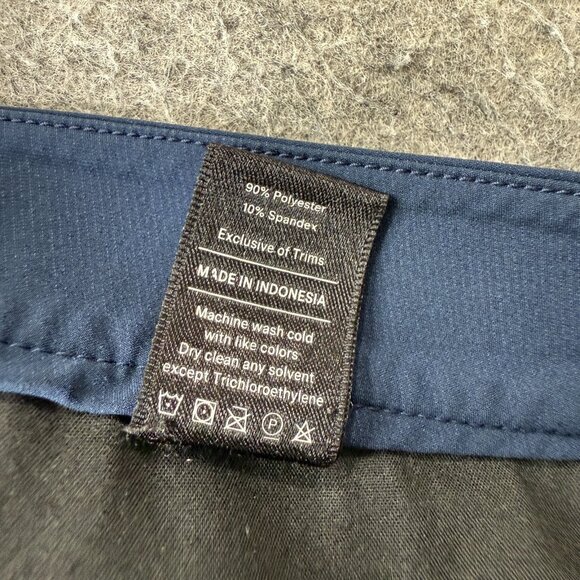 90% Polyester
10% Spandex
Exclusive of Trims
MADE IN INDONESIA
Machine wash cold
with like colors
Dry clean any solvent
except Trichloroethylene
P